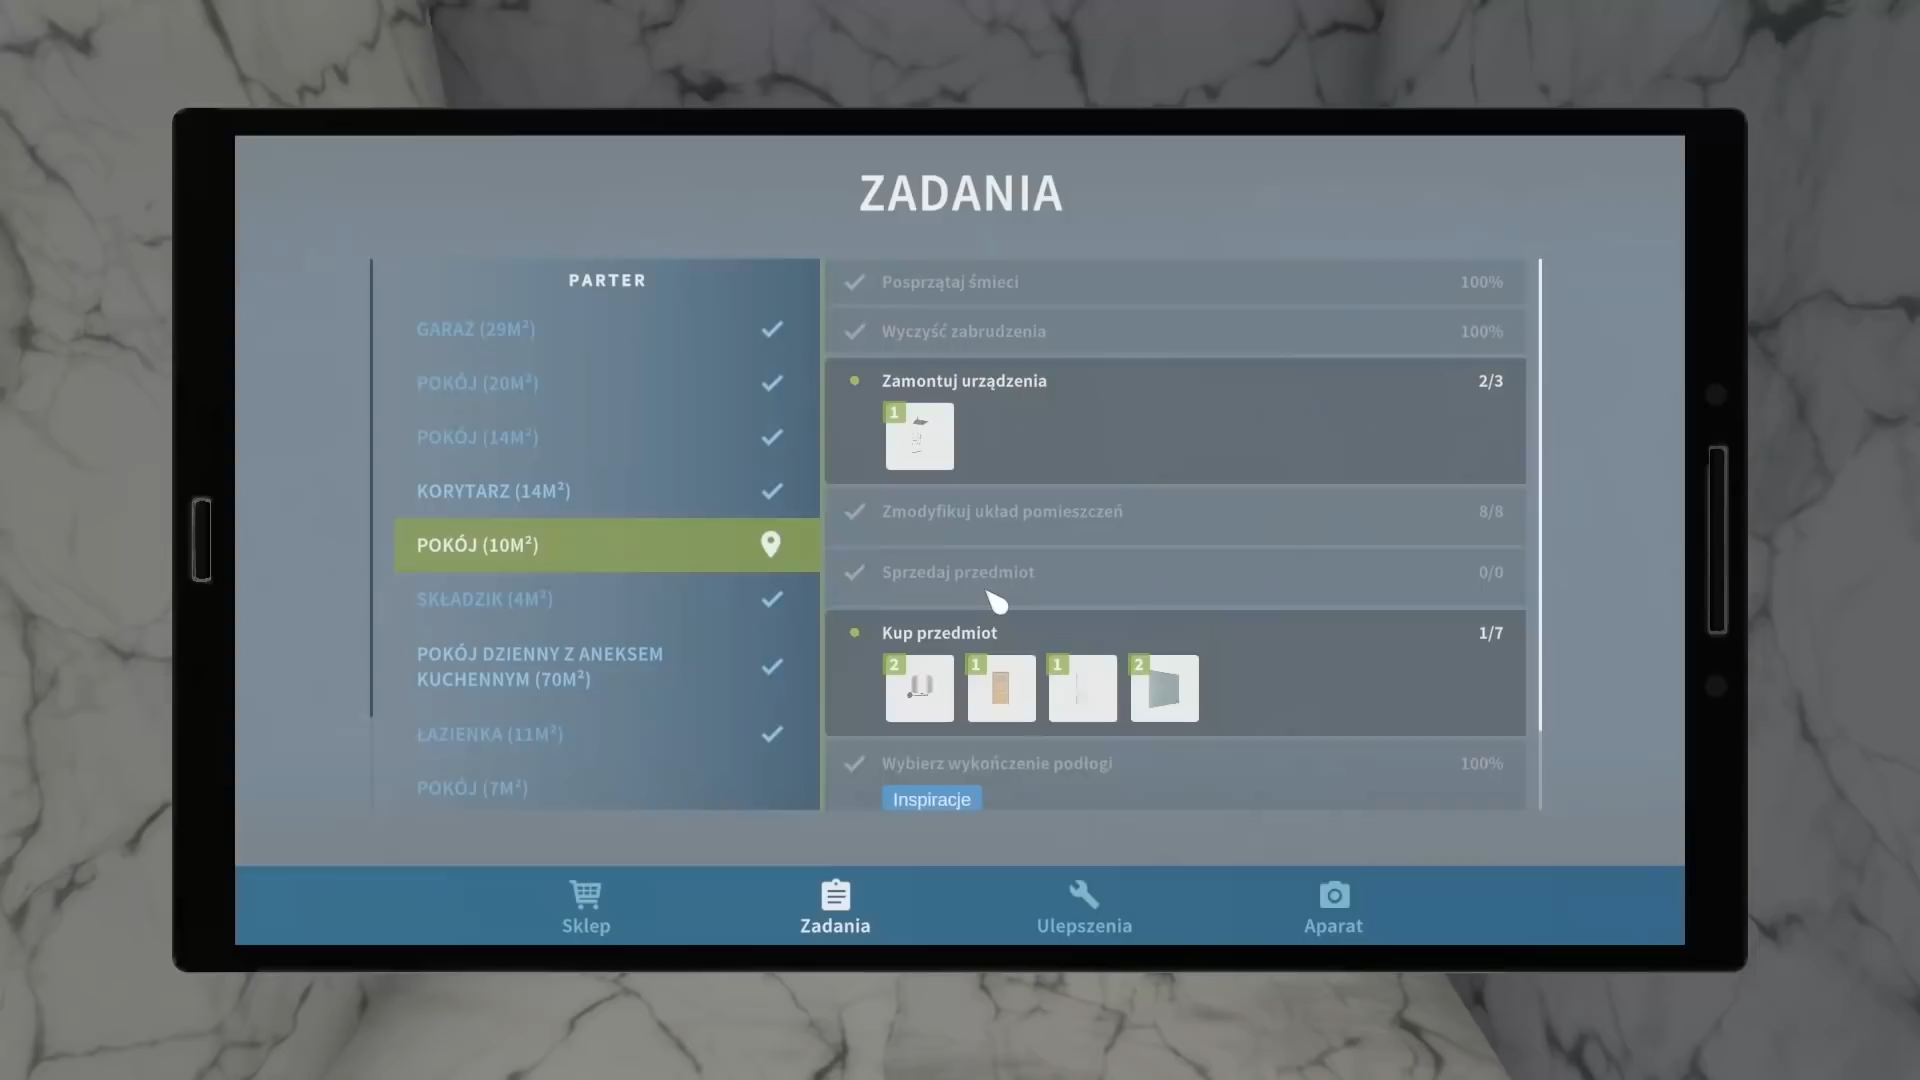 ZADANIA
PARTER
GARAŻ (29M²)
POKÓJ (20M²)
POKÓJ (14M²)
KORYTARZ (14M²)
POKÓJ (10M²)
SKŁADZIK (4M²)
POKÓJ DZIENNY Z ANEKSEM
KUCHENNYM (70M²)
ŁAZIENKA (11M²)
POKÓJ (7M²)
Posprzątaj śmieci 100%
Wyczyść zabrudzenia 100%
Zamontuj urządzenia 2/3
1
Zmodyfikuj układ pomieszczeń 8/8
Sprzedaj przedmiot 0/0
Kup przedmiot 1/7
2 1 1 2
Wybierz wykończenie podłogi 100%
Inspiracje
Sklep Zadania Ulepszenia Aparat